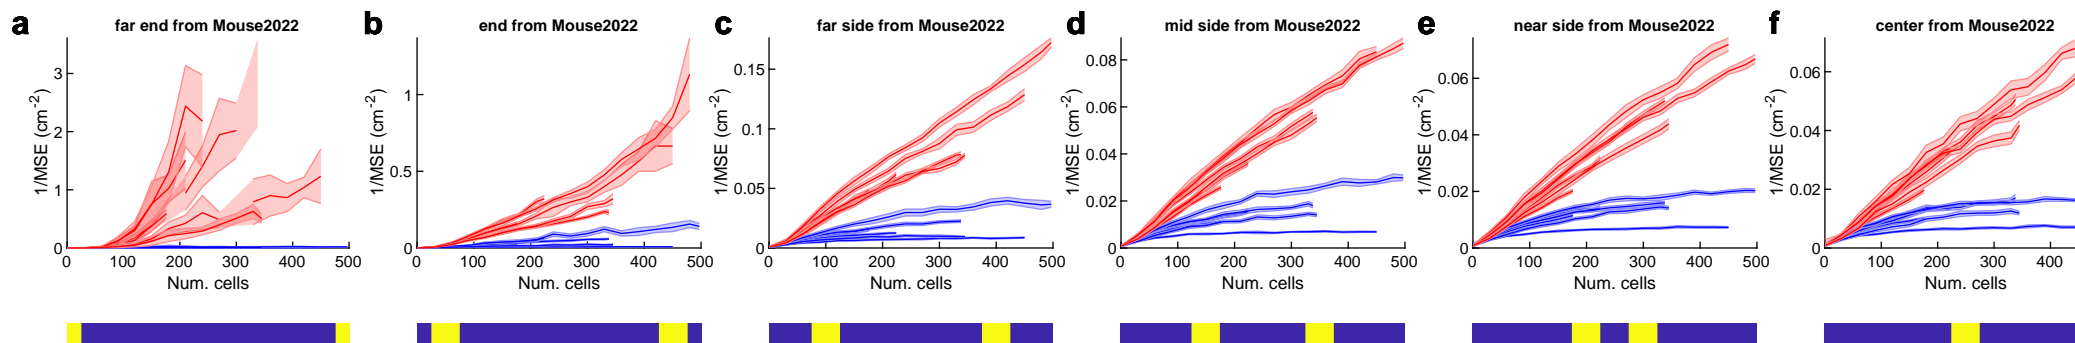 a far end from Mouse2022
1/MSE (cm-2)
3
2
1
0
0 100 200 300 400 500
Num. cells
b end from Mouse2022
1/MSE (cm-2)
1
0.5
0
0 100 200 300 400 500
Num. cells
c far side from Mouse2022
1/MSE (cm-2)
0.15
0.1
0.05
0
0 100 200 300 400 500
Num. cells
d mid side from Mouse2022
1/MSE (cm-2)
0.08
0.06
0.04
0.02
0
0 100 200 300 400 500
Num. cells
e near side from Mouse2022
1/MSE (cm-2)
0.06
0.04
0.02
0
0 100 200 300 400 500
Num. cells
f center from Mouse2022
1/MSE (cm-2)
0.06
0.04
0.02
0
0 100 200 300 400
Num. cells